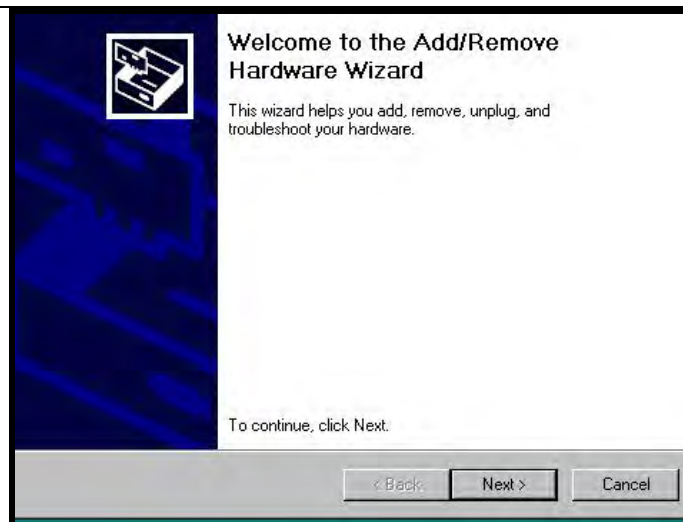 Welcome to the Add/Remove
Hardware Wizard
This wizard helps you add, remove, unplug, and
troubleshoot your hardware.
To continue, click Next.
< Back
Next >
Cancel